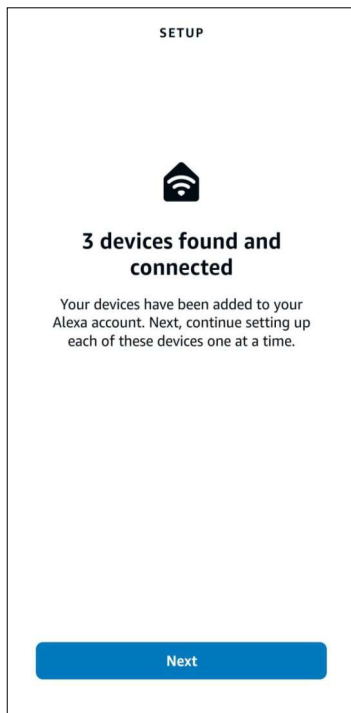 SETUP
3 devices found and
connected
Your devices have been added to your
Alexa account. Next, continue setting up
each of these devices one at a time.
Next